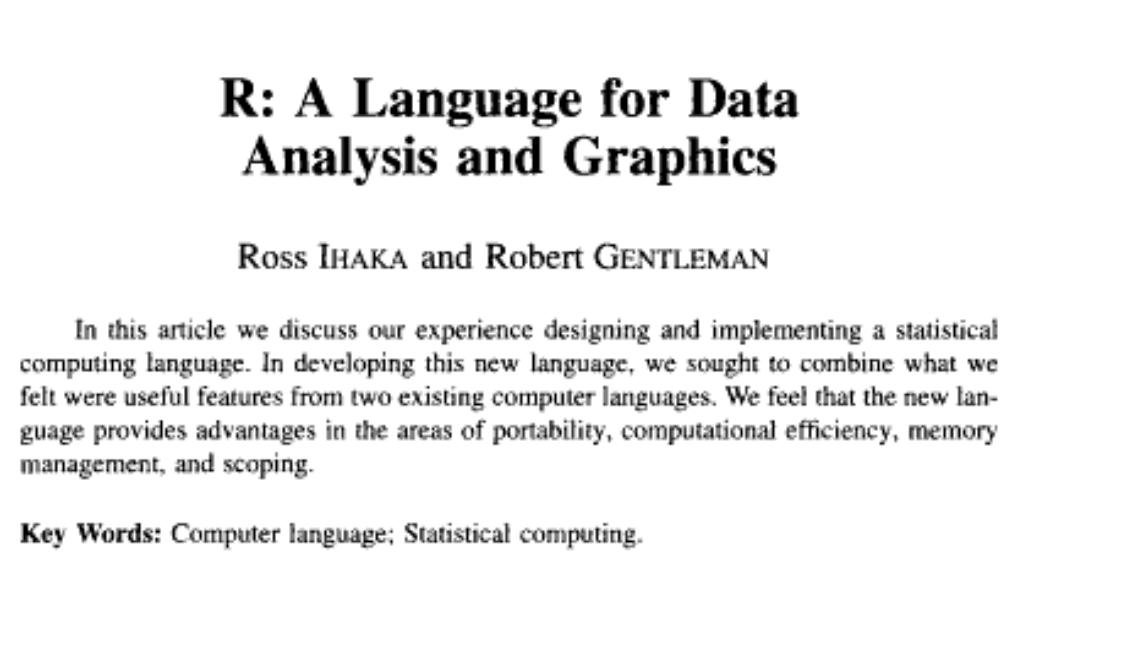 R: A Language for Data
Analysis and Graphics
Ross IHAKA and Robert GENTLEMAN
In this article we discuss our experience designing and implementing a statistical
computing language. In developing this new language, we sought to combine what we
felt were useful features from two existing computer languages. We feel that the new lan-
guage provides advantages in the areas of portability, computational efficiency, memory
management, and scoping.
Key Words: Computer language; Statistical computing.